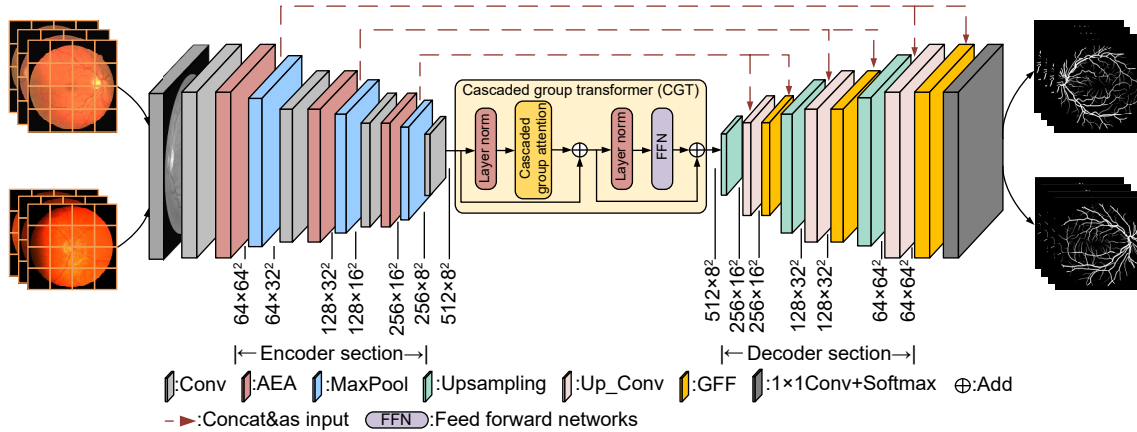 Cascaded group transformer (CGT)
Layer norm
Cascaded
group attention
Layer norm
FFN
64×64²
64×32²
128×32²
128×16²
256×16²
256×8²
512×8²
512×8²
256×16²
256×16²
128×32²
128×32²
64×64²
64×64²
|←Encoder section→|
|←Decoder section→|
:Conv :AEA :MaxPool :Upsampling :Up_Conv :GFF :1×1Conv+Softmax :Add
:Concat&as input FFN :Feed forward networks